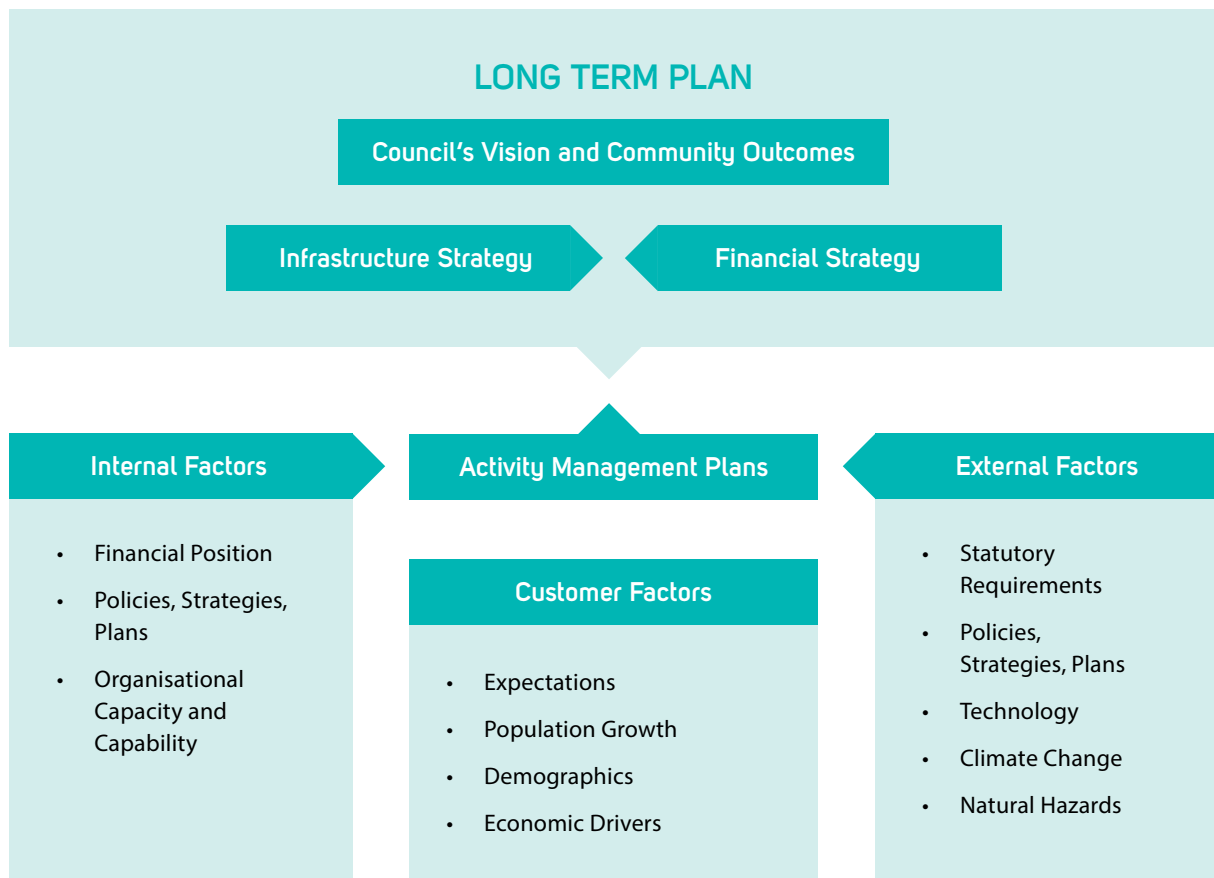 LONG TERM PLAN
Council's Vision and Community Outcomes
Infrastructure Strategy
Financial Strategy
Internal Factors
• Financial Position
• Policies, Strategies,
Plans
• Organisational
Capacity and
Capability
Activity Management Plans
Customer Factors
• Expectations
• Population Growth
• Demographics
• Economic Drivers
External Factors
• Statutory
Requirements
• Policies,
Strategies, Plans
• Technology
• Climate Change
• Natural Hazards